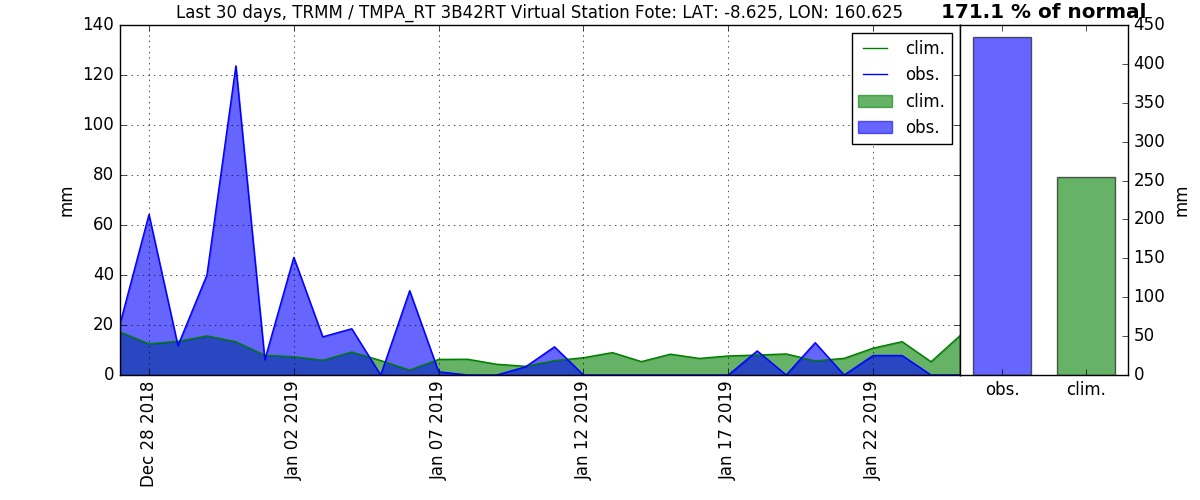 Last 30 days, TRMM / TMPA_RT 3B42RT Virtual Station Fote: LAT: -8.625, LON: 160.625
171.1 % of normal
140
120
100
80
60
40
20
0
mm
clim.
obs.
clim.
obs.
Dec 28 2018
Jan 02 2019
Jan 07 2019
Jan 12 2019
Jan 17 2019
Jan 22 2019
450
400
350
300
250
200
150
100
50
0
mm
obs.
clim.